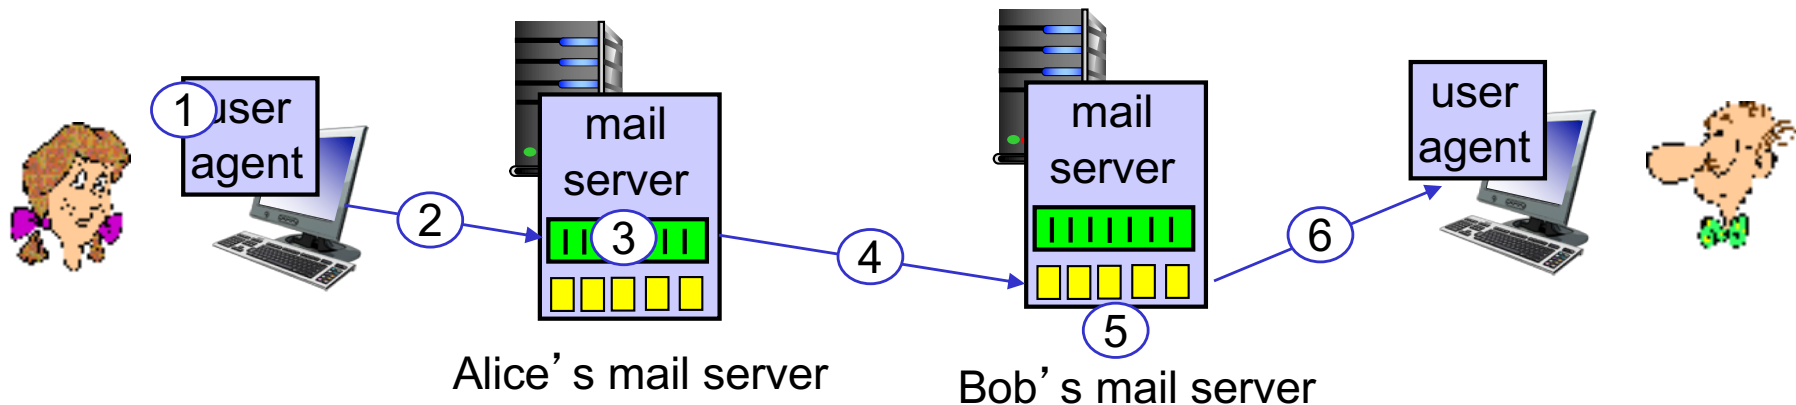 1
user
agent
2
mail
server
3
4
mail
server
5
6
user
agent
Alice’s mail server
Bob’s mail server